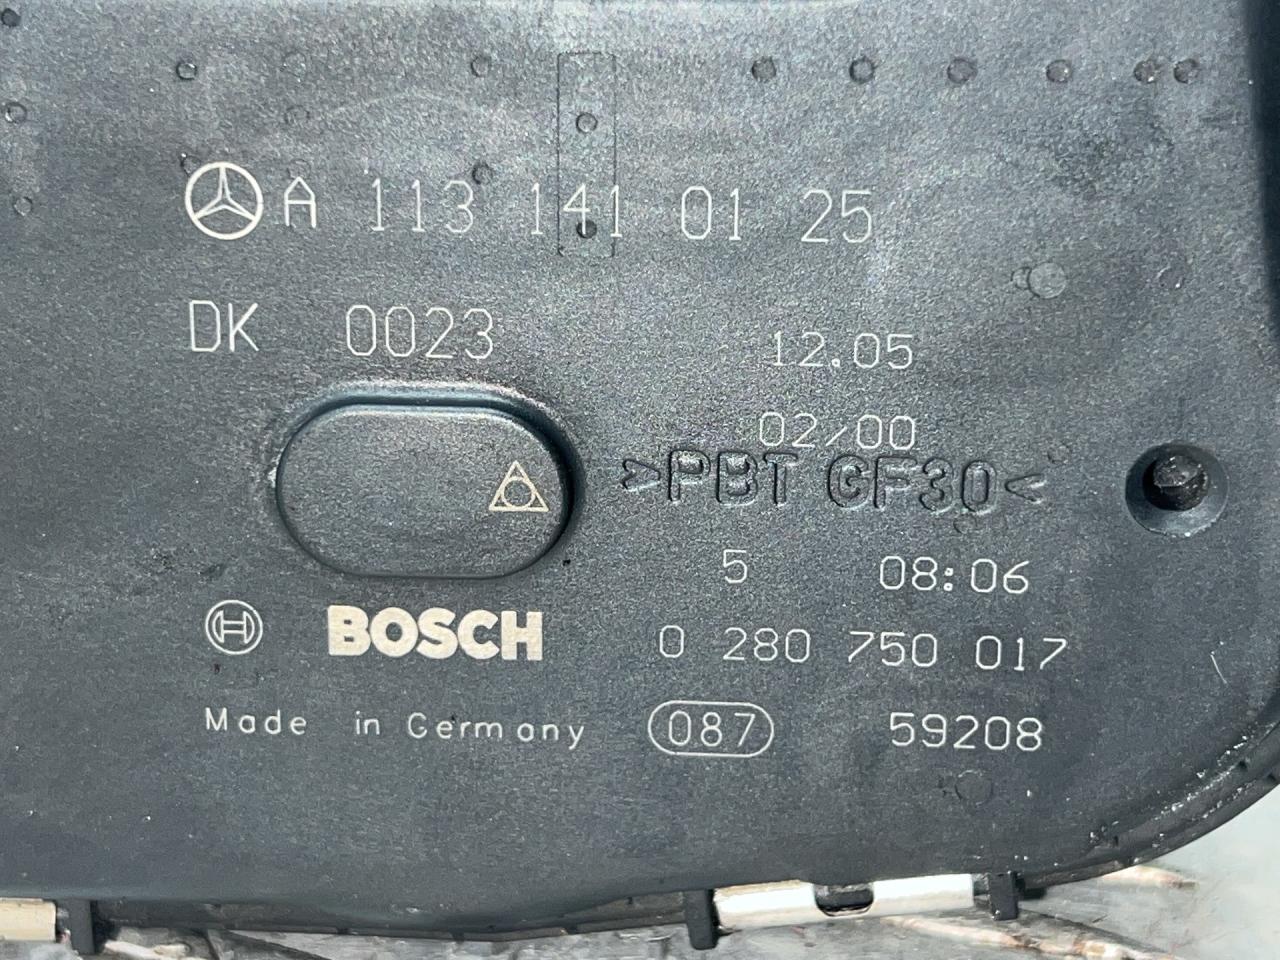 A 113 141 01 25
DK 0023
12.05
02/00
>PBT GF30<
5 08:06
BOSCH 0 280 750 017
Made in Germany 087 59208